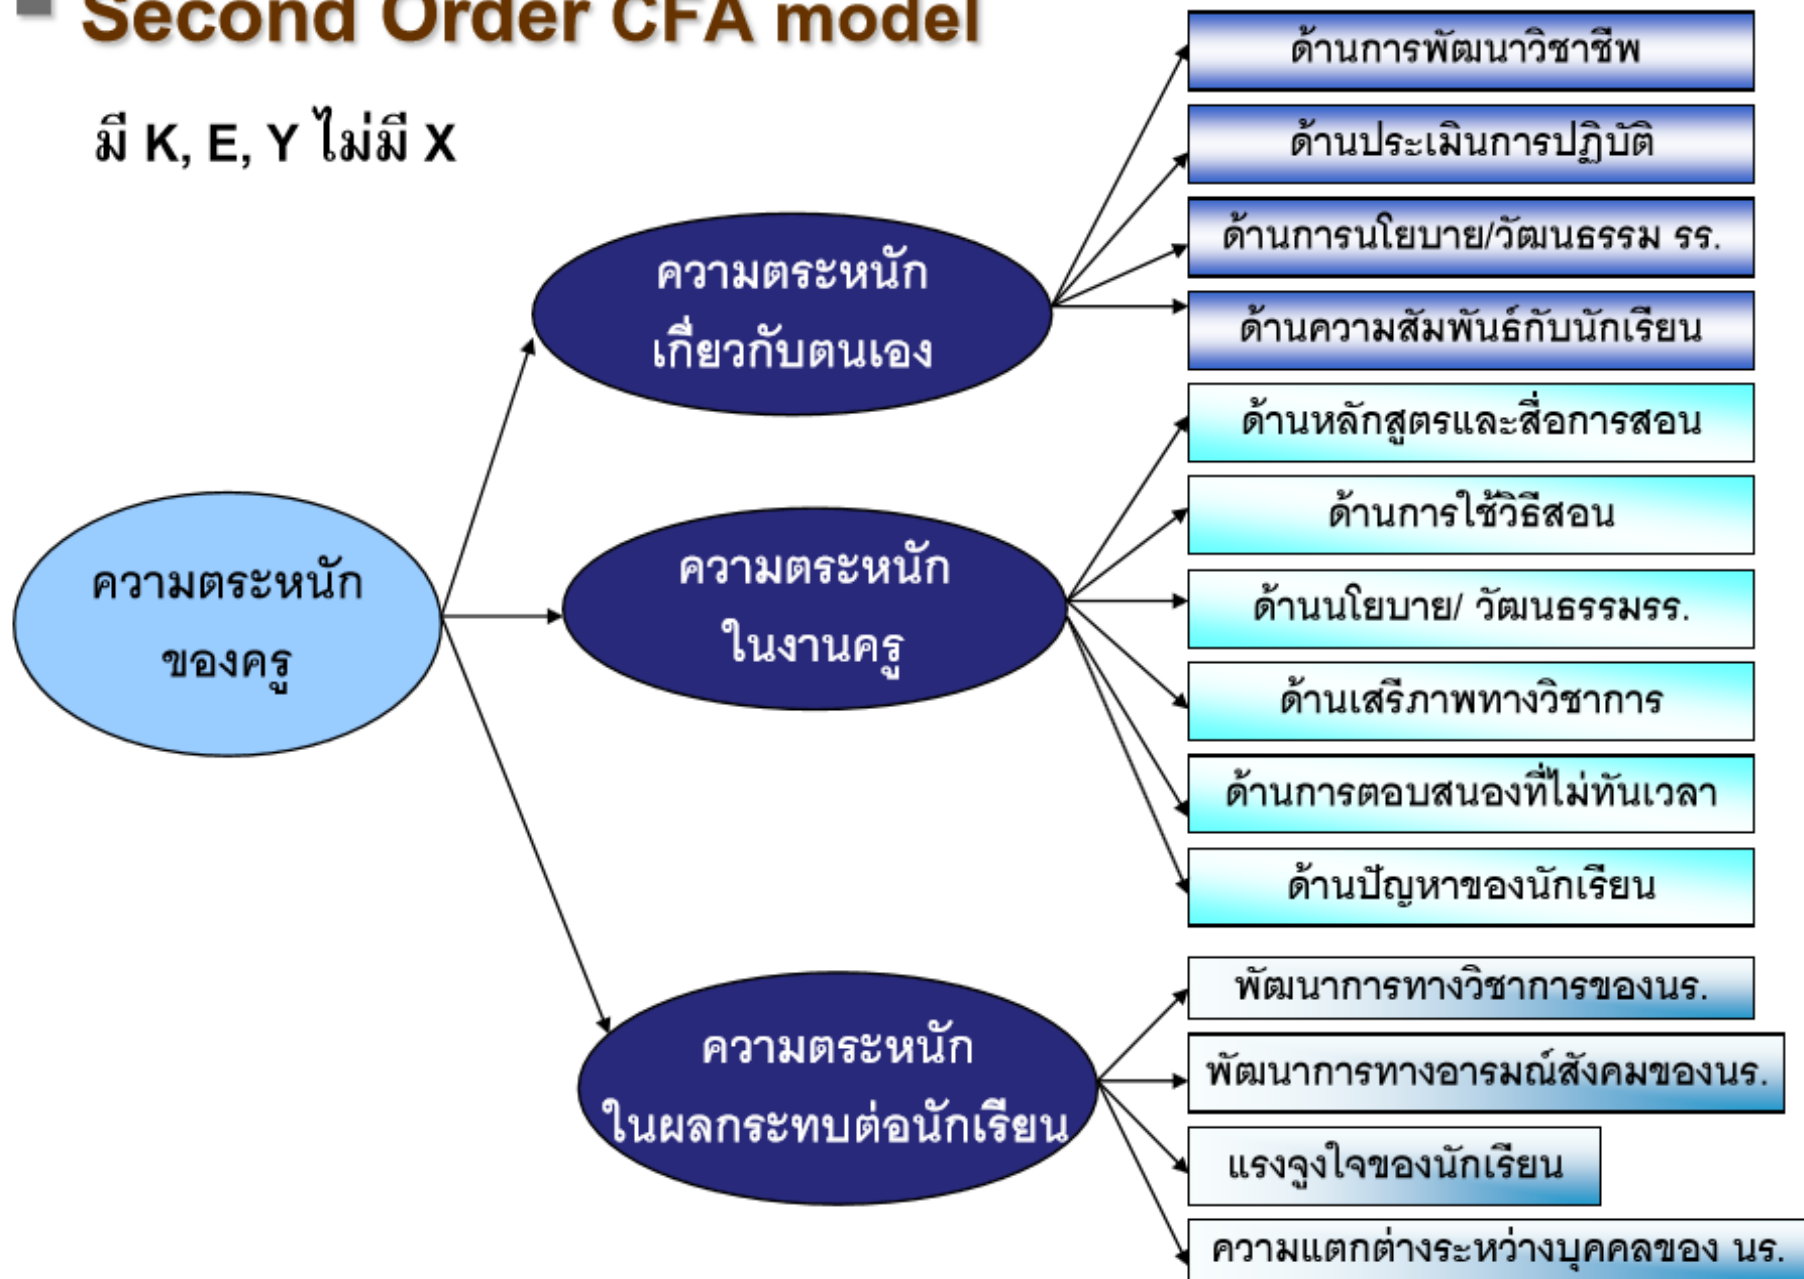 Second Order CFA model
มี K, E, Y ไม่มี X
ความตระหนัก
ของครู
ความตระหนัก
เกี่ยวกับตนเอง
ความตระหนัก
ในงานครู
ความตระหนัก
ในผลกระทบต่อนักเรียน
ด้านการพัฒนาวิชาชีพ
ด้านประเมินการปฏิบัติ
ด้านการนโยบาย/วัฒนธรรม รร.
ด้านความสัมพันธ์กับนักเรียน
ด้านหลักสูตรและสื่อการสอน
ด้านการใช้วิธีสอน
ด้านนโยบาย/ วัฒนธรรมรร.
ด้านเสรีภาพทางวิชาการ
ด้านการตอบสนองที่ไม่ทันเวลา
ด้านปัญหาของนักเรียน
พัฒนาการทางวิชาการของนร.
พัฒนาการทางอารมณ์สังคมของนร.
แรงจูงใจของนักเรียน
ความแตกต่างระหว่างบุคคลของ นร.